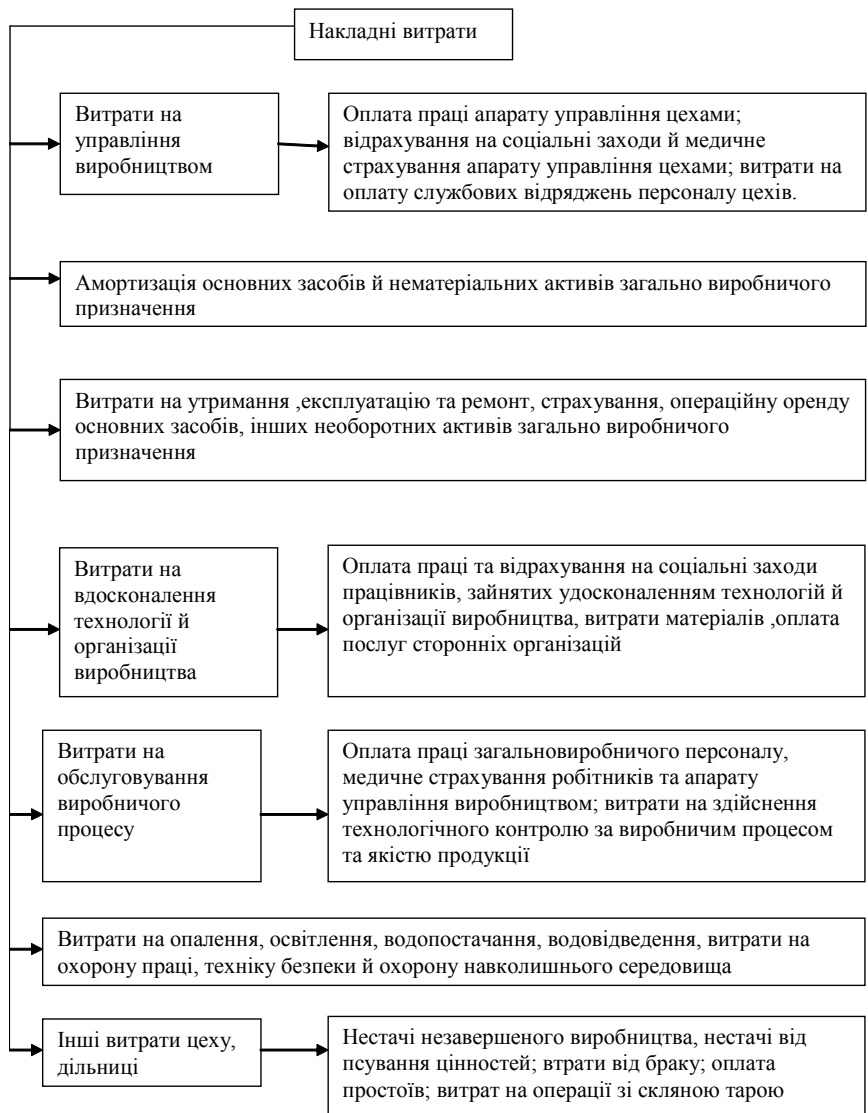 Накладні витрати
Витрати на
управління
виробництвом
Оплата праці апарату управління цехами;
відрахування на соціальні заходи й медичне
страхування апарату управління цехами; витрати на
оплату службових відряджень персоналу цехів.
Амортизація основних засобів й нематеріальних активів загально виробничого
призначення
Витрати на утримання ,експлуатацію та ремонт, страхування, операційну оренду
основних засобів, інших необоротних активів загально виробничого
призначення
Витрати на
вдосконалення
технології й
організації
виробництва
Оплата праці та відрахування на соціальні заходи
працівників, зайнятих удосконаленням технологій й
організації виробництва, витрати матеріалів ,оплата
послуг сторонніх організацій
Витрати на
обслуговування
виробничого
процесу
Оплата праці загальновиробничого персоналу,
медичне страхування робітників та апарату
управління виробництвом; витрати на здійснення
технологічного контролю за виробничим процесом
та якістю продукції
Витрати на опалення, освітлення, водопостачання, водовідведення, витрати на
охорону праці, техніку безпеки й охорону навколишнього середовища
Інші витрати цеху,
дільниці
Нестачі незавершеного виробництва, нестачі від
псування цінностей; втрати від браку; оплата
простоїв; витрат на операції зі скляною тарою